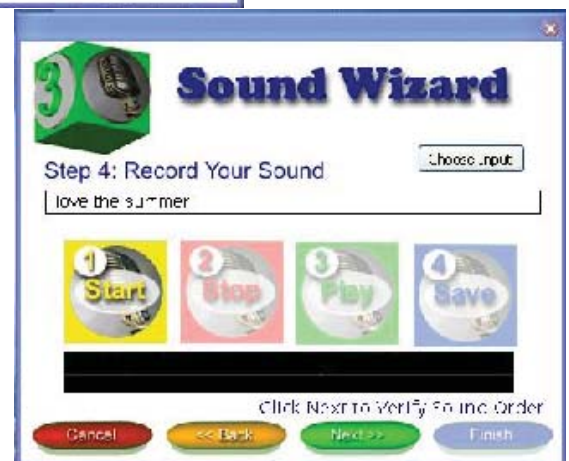 3
Sound Wizard
Choose Input
Step 4: Record Your Sound
I love the summer
1 2 3 4
Start Stop Play Save
Click Next to Verify Sound Order
Cancel << Back Next >> Finish